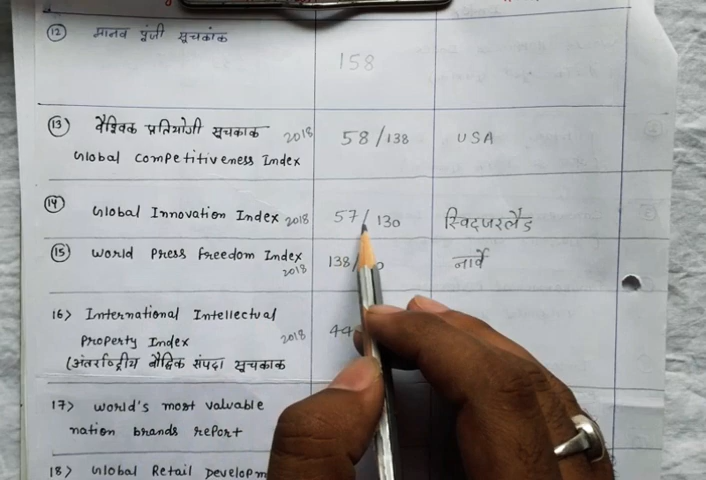 (12) मानव पूंजी सूचकांक 158
(13) वैश्विक प्रतियोगी सूचकाक 2018 58/138 USA
Global Competitiveness Index
(14) Global Innovation Index 2018 57/130 स्विट्जरलैंड
(15) World Press Freedom Index 138/ नार्वे
2018
16> International Intellectual
Property Index 2018 44
(अंतर्राष्ट्रीय बौद्धिक संपदा सूचकाक
17> World's most valuable
nation brands report
18> Global Retail